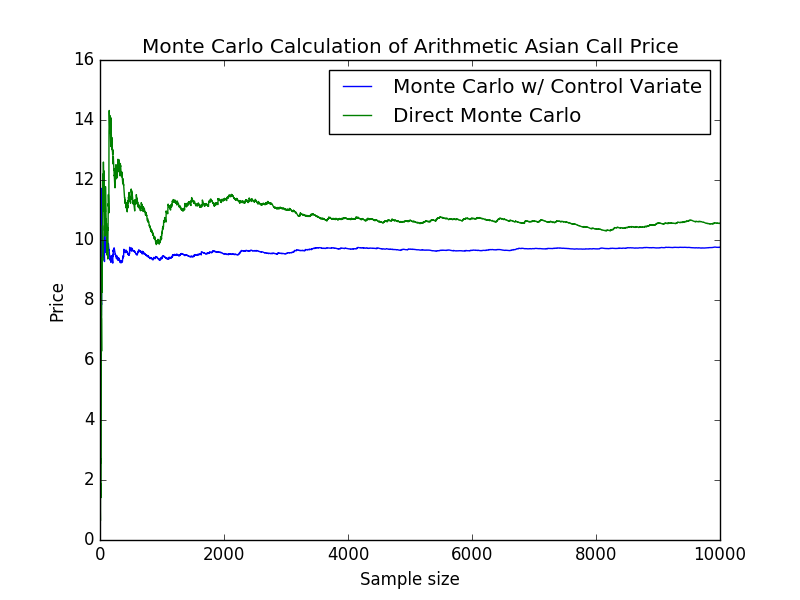 Monte Carlo Calculation of Arithmetic Asian Call Price
Monte Carlo w/ Control Variate
Direct Monte Carlo
16
14
12
10
8
6
4
2
0
Price
0 2000 4000 6000 8000 10000
Sample size